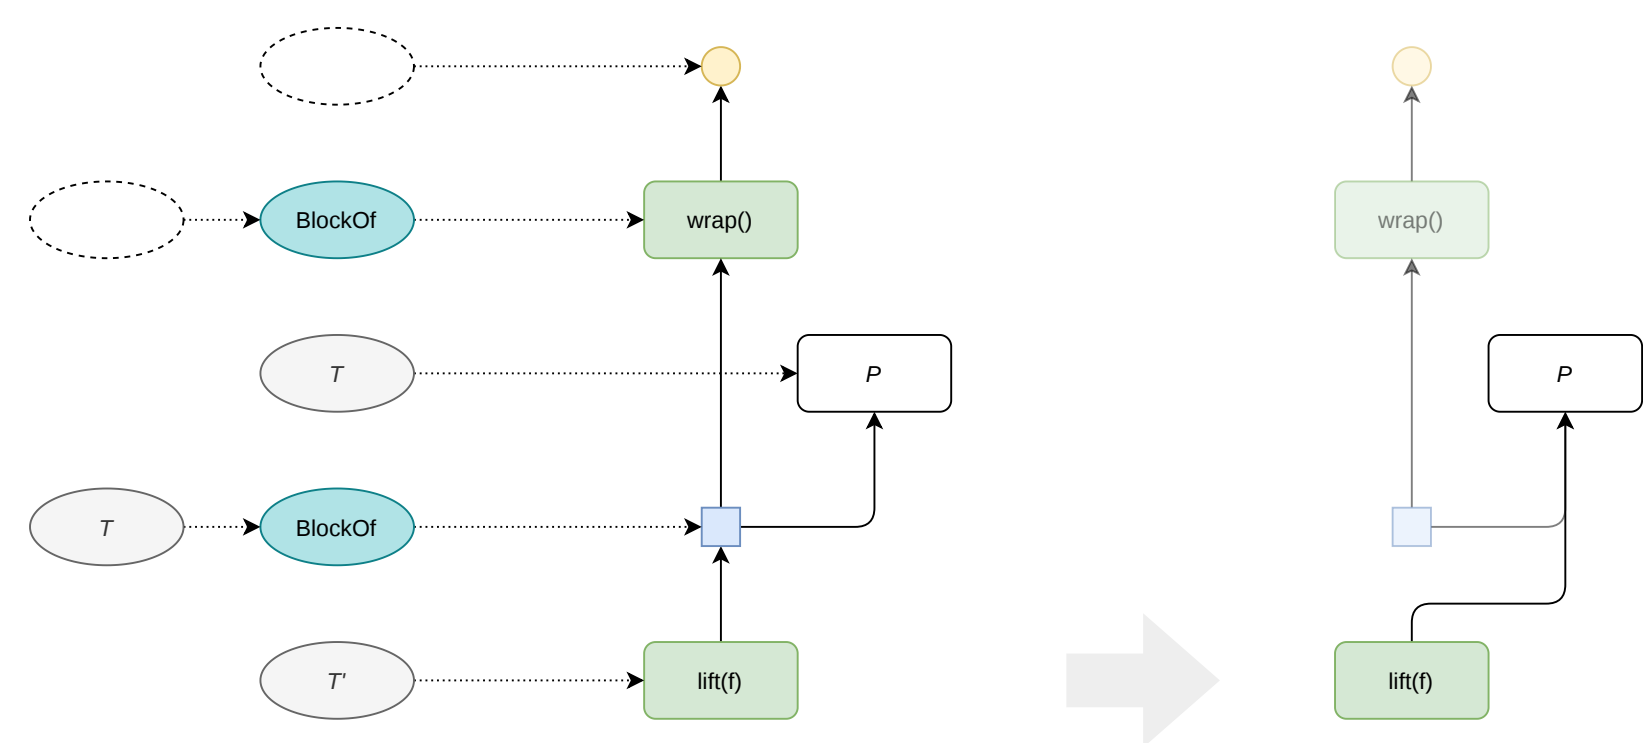 BlockOf
wrap()
wrap()
T
P
P
T
BlockOf
T'
lift(f)
lift(f)